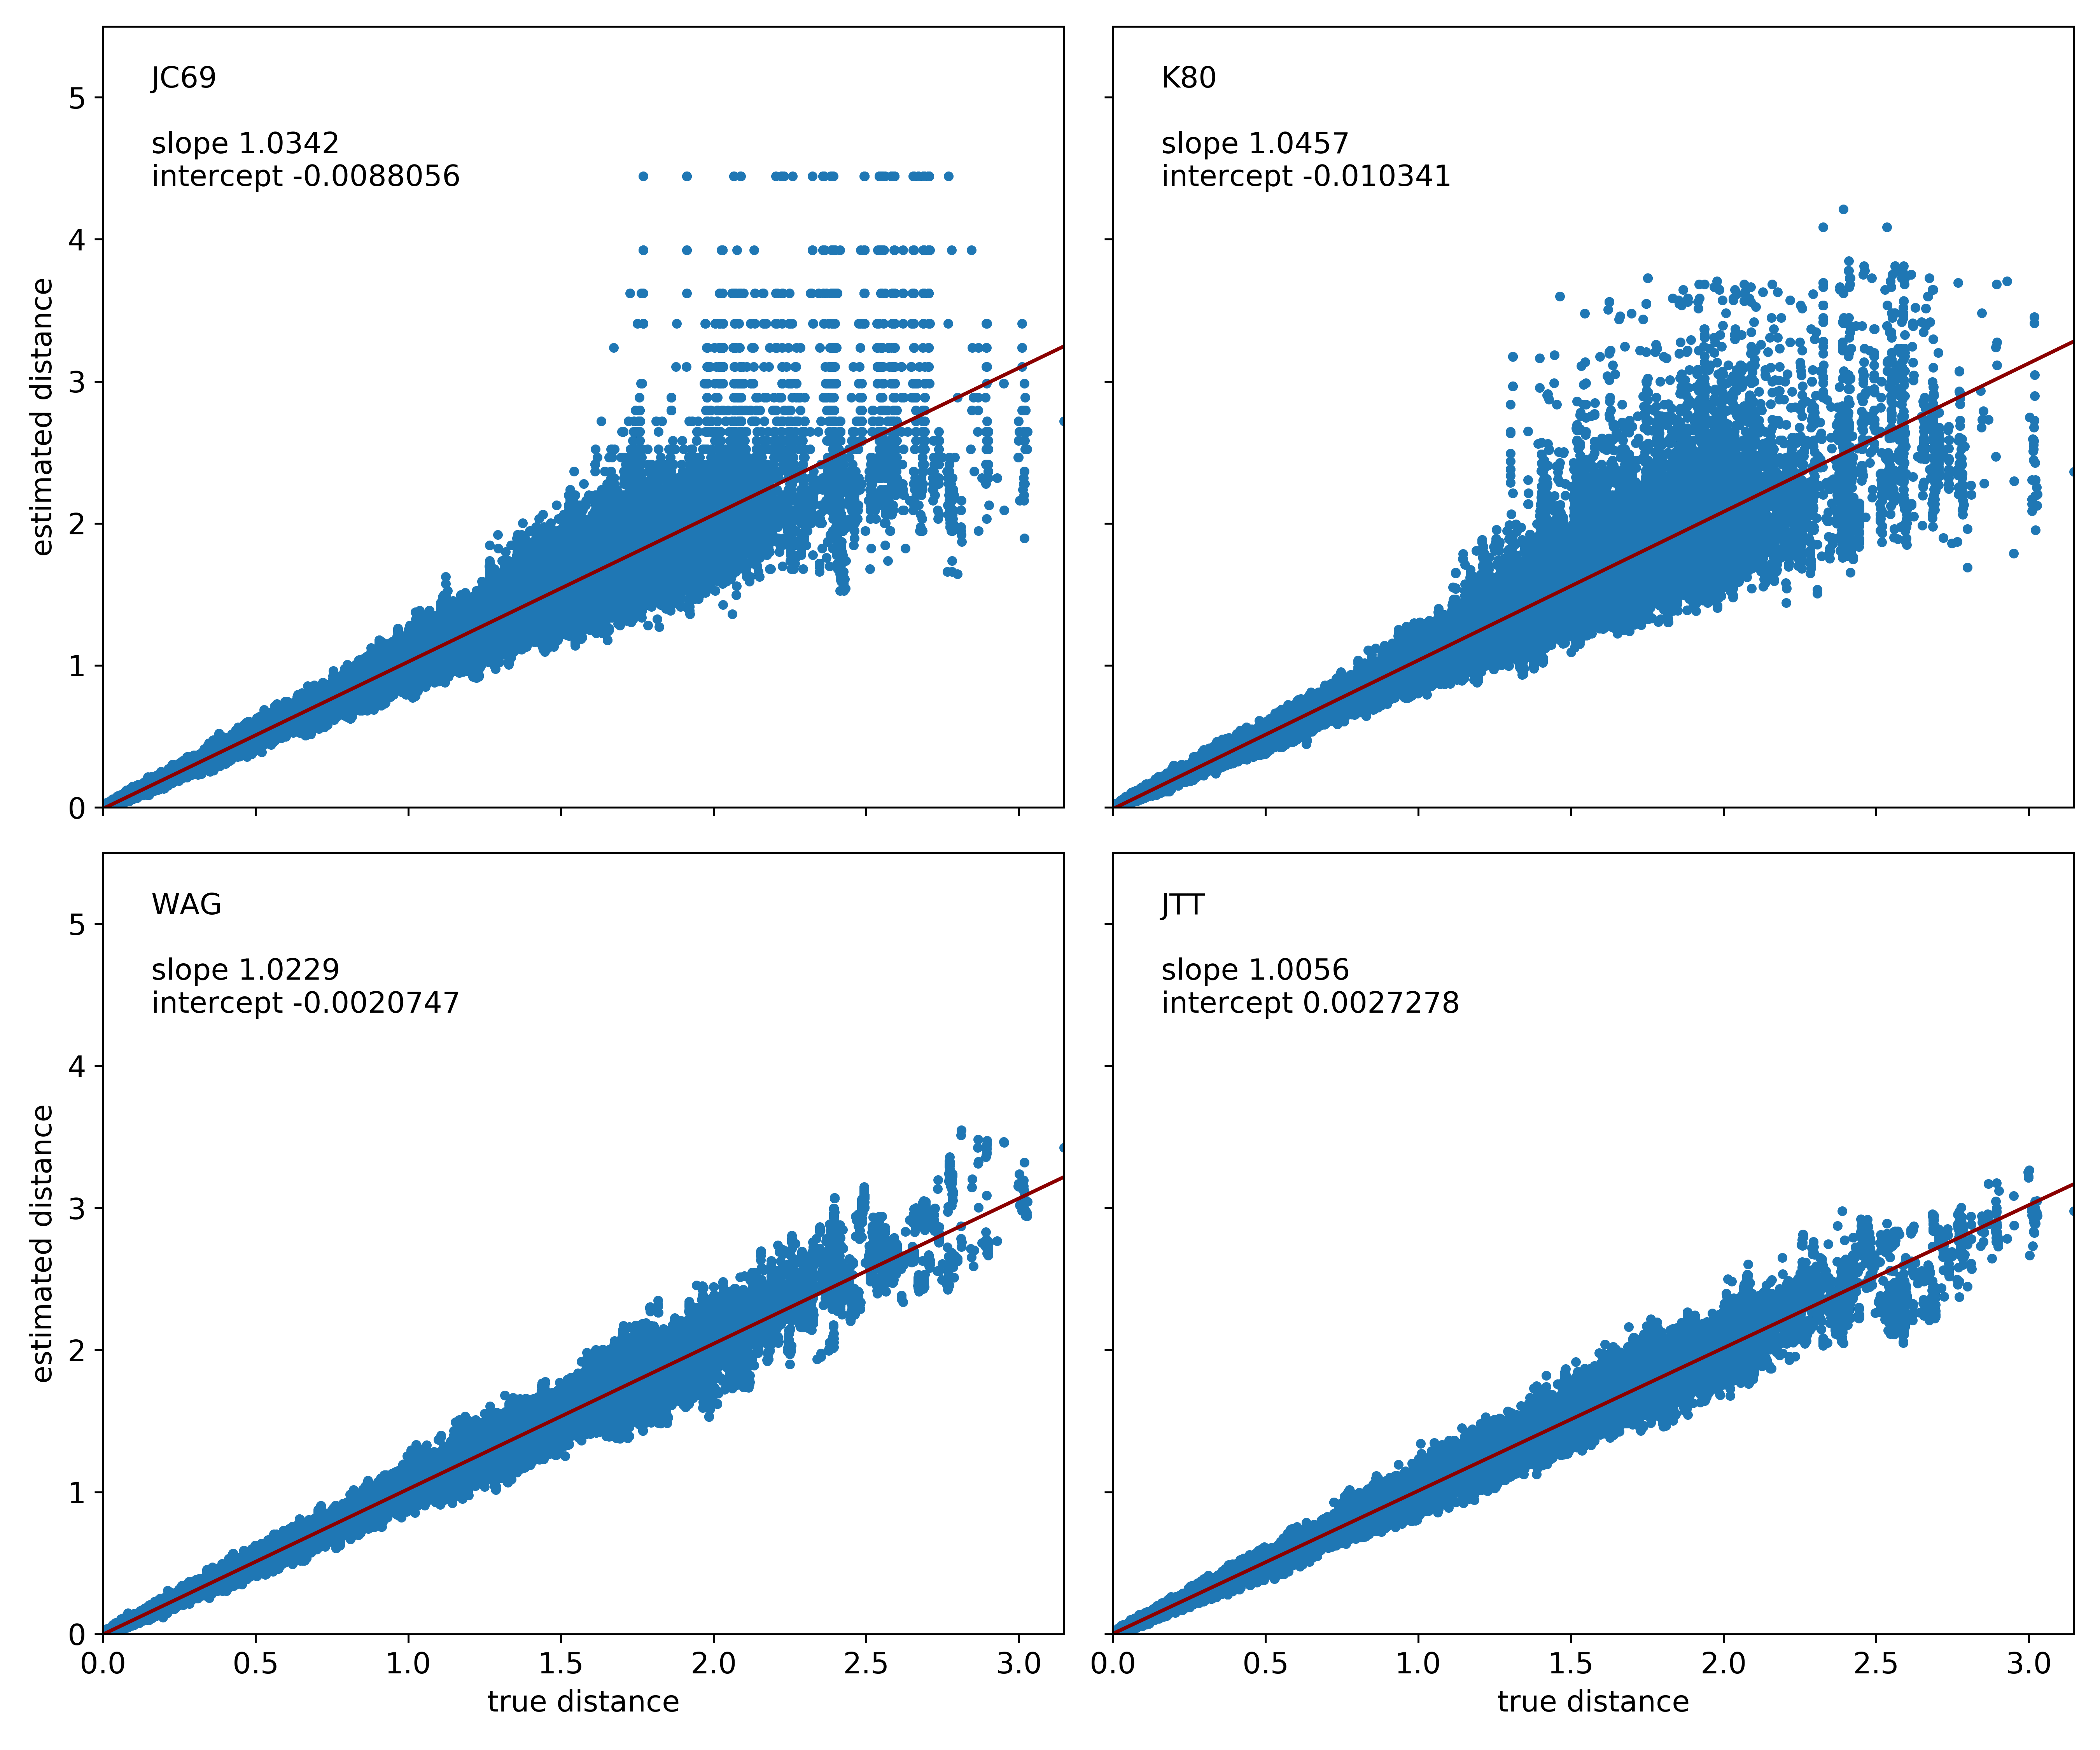 JC69
slope 1.0342
intercept -0.0088056
5
4
3
2
1
0
estimated distance
K80
slope 1.0457
intercept -0.010341
WAG
slope 1.0229
intercept -0.0020747
5
4
3
2
1
0
estimated distance
0.0 0.5 1.0 1.5 2.0 2.5 3.0
true distance
JTT
slope 1.0056
intercept 0.0027278
0.0 0.5 1.0 1.5 2.0 2.5 3.0
true distance